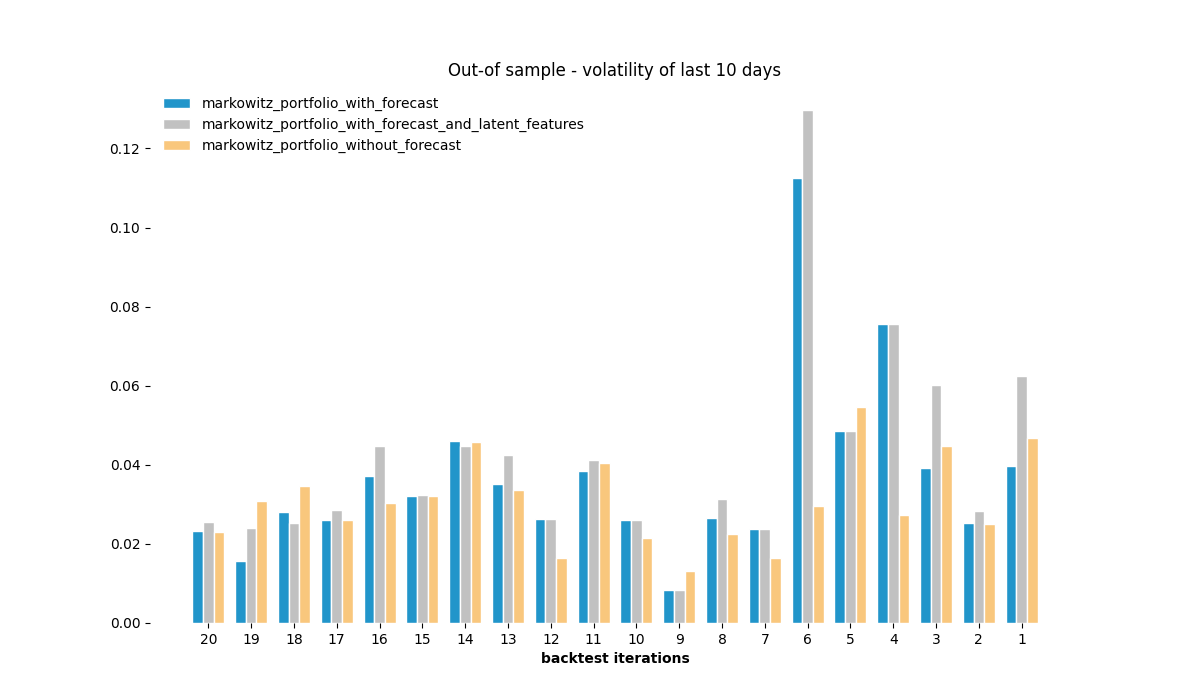 Out-of sample - volatility of last 10 days
markowitz_portfolio_with_forecast
markowitz_portfolio_with_forecast_and_latent_features
markowitz_portfolio_without_forecast
0.12
0.10
0.08
0.06
0.04
0.02
0.00
20 19 18 17 16 15 14 13 12 11 10 9 8 7 6 5 4 3 2 1
backtest iterations